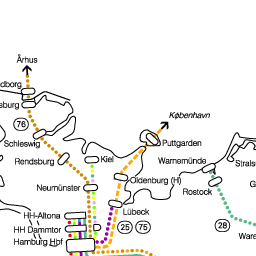 Århus
dborg
sburg
København
76
Schleswig
Puttgarden
Rendsburg
Kiel
Warnemünde
Strals
Oldenburg (H)
Neumünster
Rostock
G
Lübeck
HH-Altona
25
75
28
HH Dammtor
Ware
Hamburg Hbf